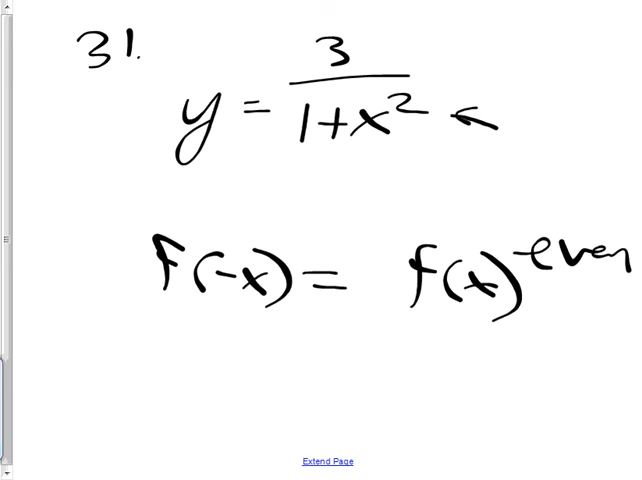 31.
y = 3/(1+x²) ←
f(-x) = f(x) - even
Extend Page